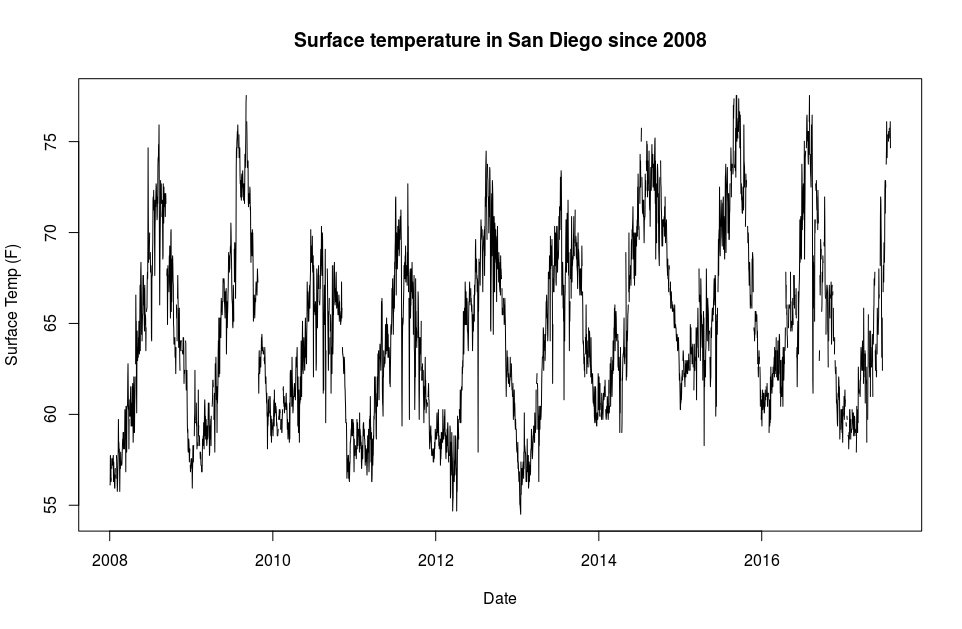 Surface temperature in San Diego since 2008
75
70
65
60
55
Surface Temp (F)
2008 2010 2012 2014 2016
Date